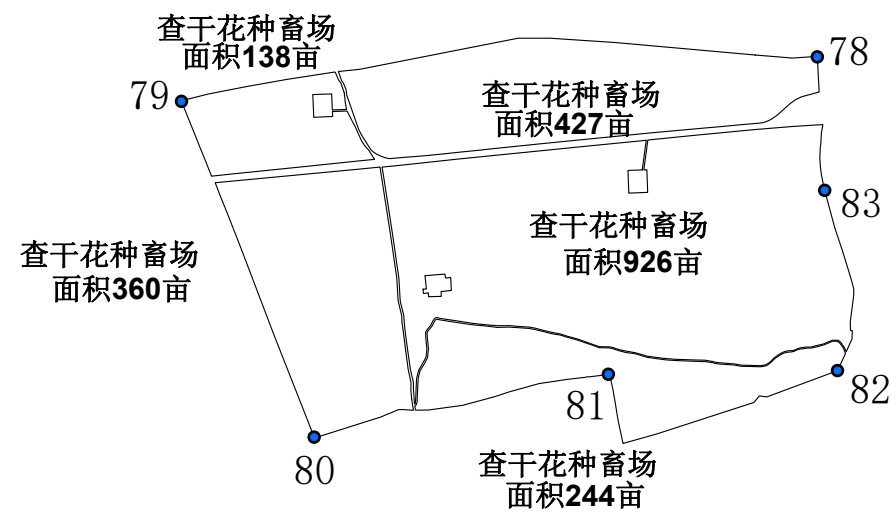 查干花种畜场
面积138亩
78
79
查干花种畜场
面积427亩
83
查干花种畜场
面积926亩
查干花种畜场
面积360亩
82
81
80
查干花种畜场
面积244亩